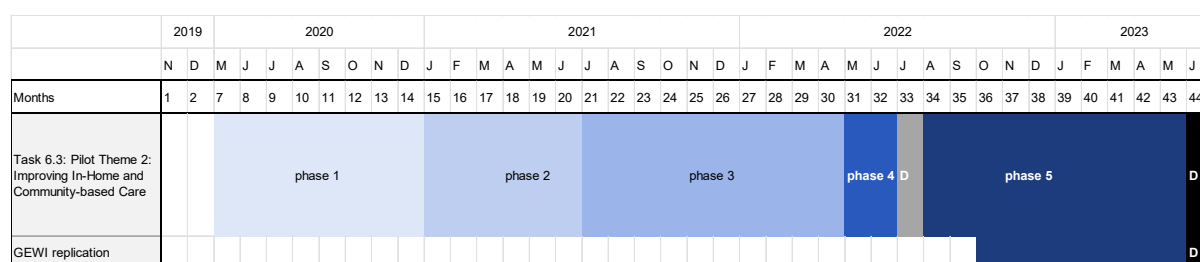 2019 2020 2021 2022 2023
N D M J J A S O N D J F M A M J J A S O N D J F M A M J J A S O N D J F M A M J
Months 1 2 7 8 9 10 11 12 13 14 15 16 17 18 19 20 21 22 23 24 25 26 27 28 29 30 31 32 33 34 35 36 37 38 39 40 41 42 43 44
Task 6.3: Pilot Theme 2:
Improving In-Home and
Community-based Care
phase 1 phase 2 phase 3 phase 4 D phase 5 D
GEWI replication D